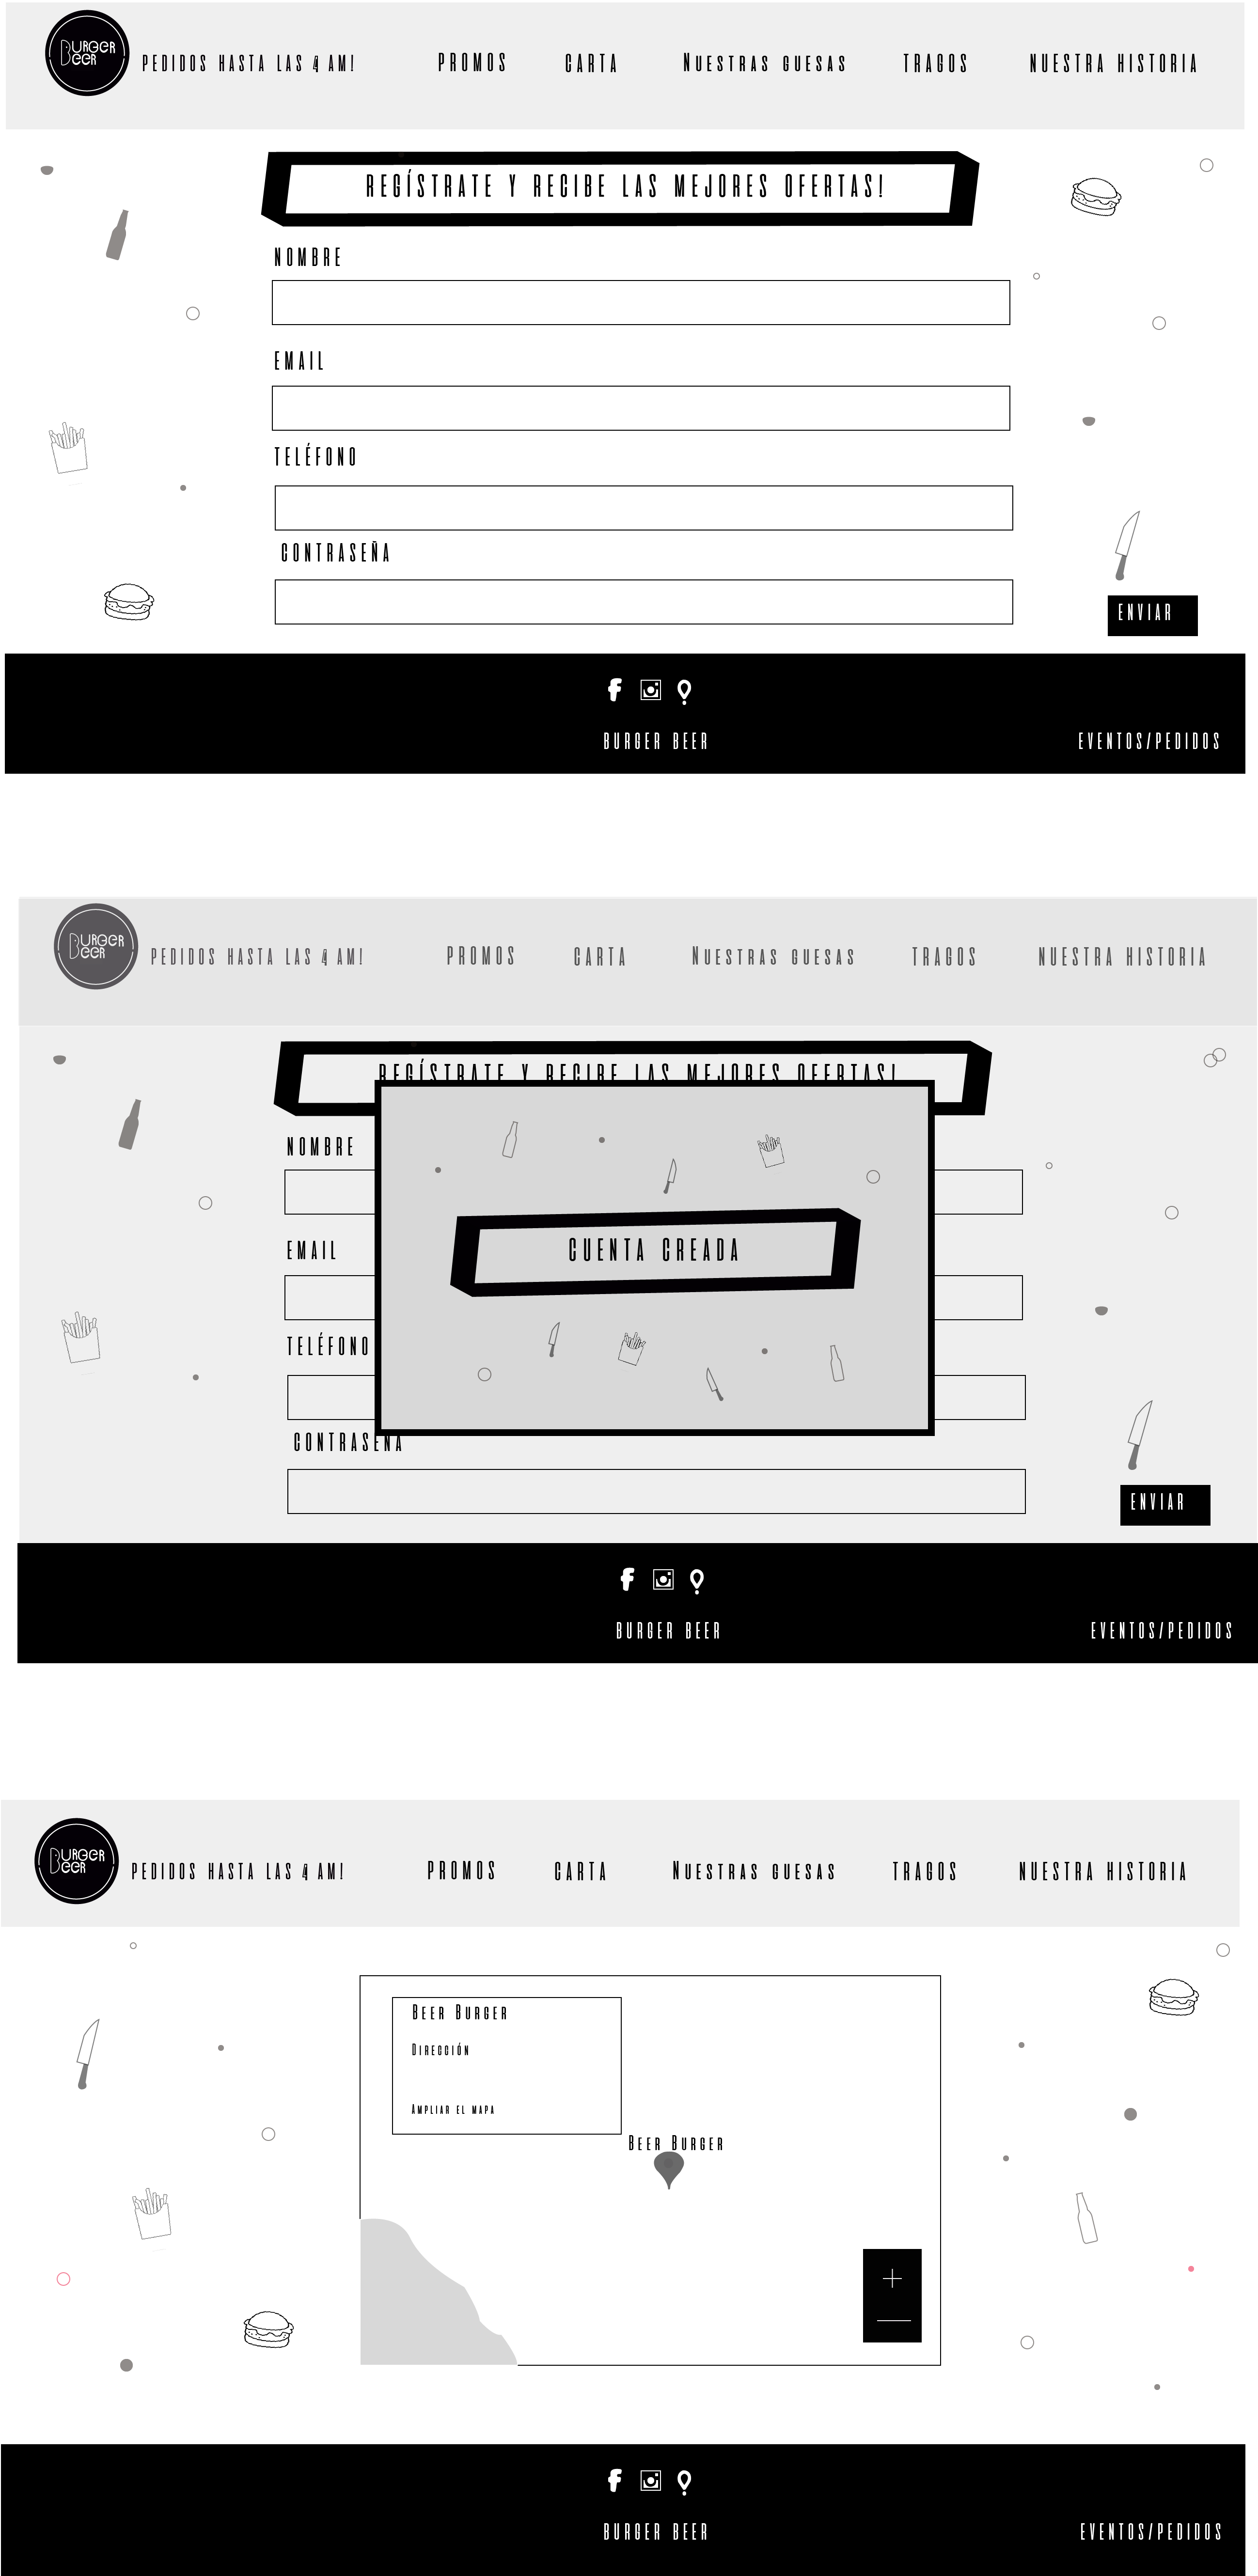 BURGER
BEER
PEDIDOS HASTA LAS 4 AM! PROMOS CARTA NUESTRAS GUESAS TRAGOS NUESTRA HISTORIA
REGÍSTRATE Y RECIBE LAS MEJORES OFERTAS!
NOMBRE
EMAIL
TELÉFONO
CONTRASEÑA
ENVIAR
BURGER BEER EVENTOS/PEDIDOS
BURGER
BEER
PEDIDOS HASTA LAS 4 AM! PROMOS CARTA NUESTRAS GUESAS TRAGOS NUESTRA HISTORIA
REGÍSTRATE Y RECIBE LAS MEJORES OFERTAS!
NOMBRE
CUENTA CREADA
EMAIL
TELÉFONO
CONTRASEÑA
ENVIAR
BURGER BEER EVENTOS/PEDIDOS
BURGER
BEER
PEDIDOS HASTA LAS 4 AM! PROMOS CARTA NUESTRAS GUESAS TRAGOS NUESTRA HISTORIA
BEER BURGER
DIRECCIÓN
AMPLIAR EL MAPA
BEER BURGER
BURGER BEER EVENTOS/PEDIDOS